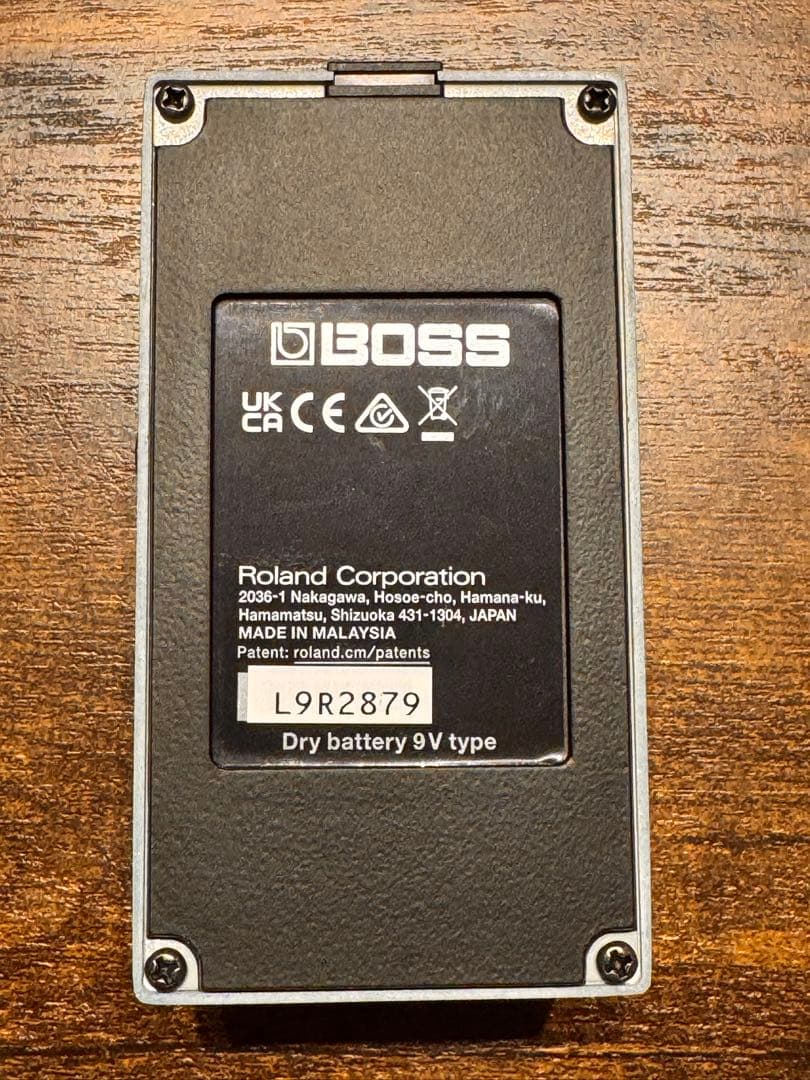 BOSS
UK
CA CE
Roland Corporation
2036-1 Nakagawa, Hosoe-cho, Hamana-ku,
Hamamatsu, Shizuoka 431-1304, JAPAN
MADE IN MALAYSIA
Patent: roland.cm/patents
L9R2879
Dry battery 9V type